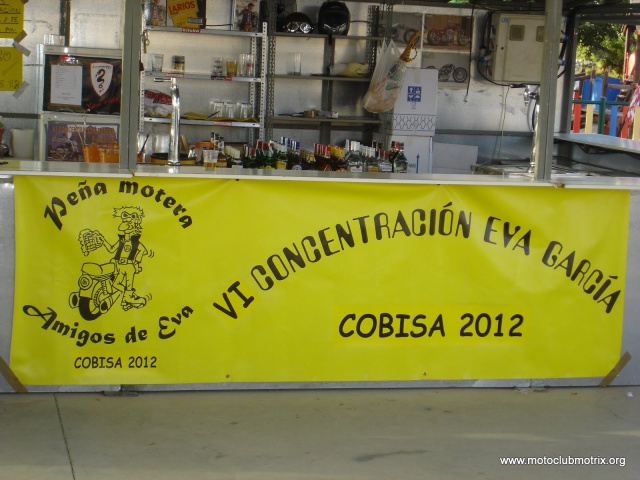 Peña motera
Amigos de Eva
COBISA 2012
VI CONCENTRACIÓN EVA GARCÍA
COBISA 2012
www.motoclubmotrix.org